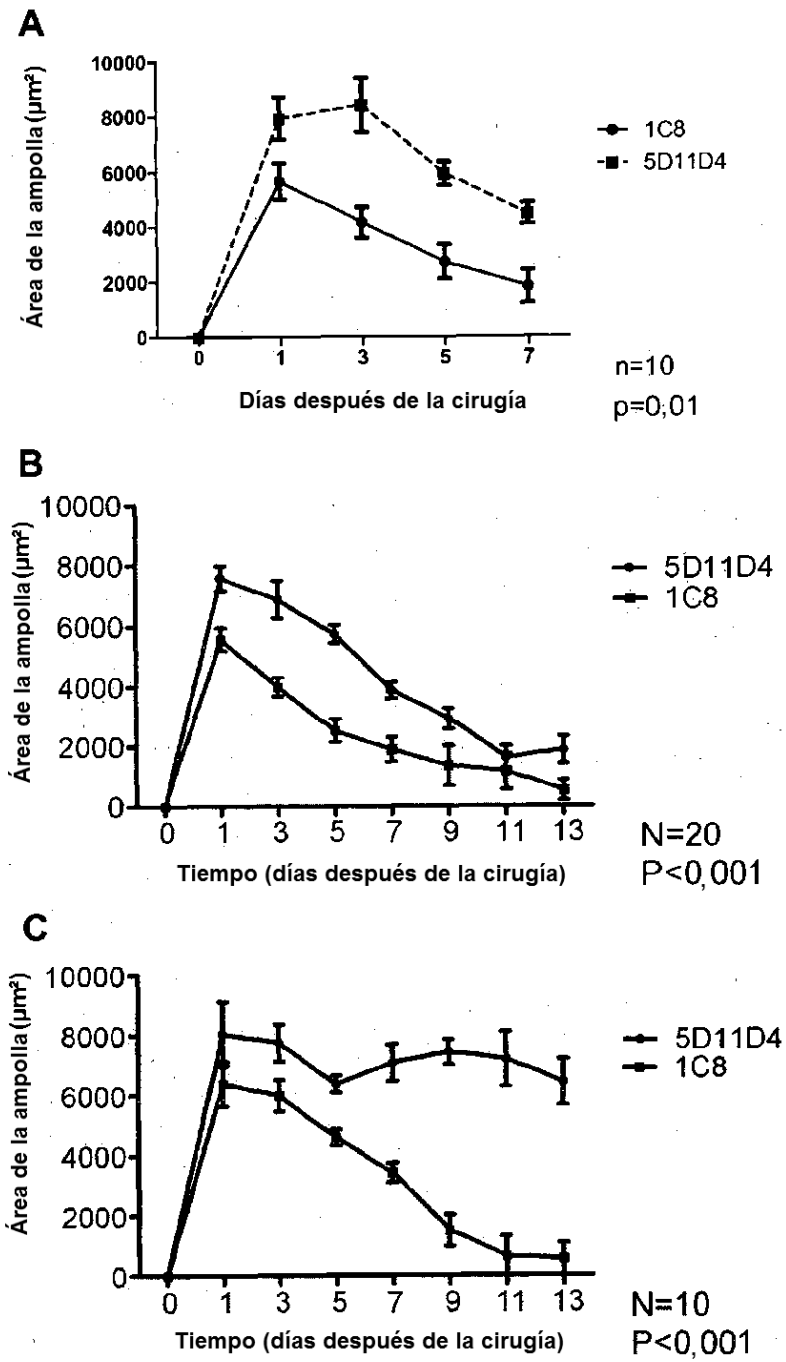 A
Área de la ampolla (µm²)
10000
8000
6000
4000
2000
0
0 1 3 5 7
Días después de la cirugía
1C8
5D11D4
n=10
p=0,01
B
Área de la ampolla (µm²)
10000
8000
6000
4000
2000
0
0 1 3 5 7 9 11 13
Tiempo (días después de la cirugía)
5D11D4
1C8
N=20
P<0,001
C
Área de la ampolla (µm²)
10000
8000
6000
4000
2000
0
0 1 3 5 7 9 11 13
Tiempo (días después de la cirugía)
5D11D4
1C8
N=10
P<0,001